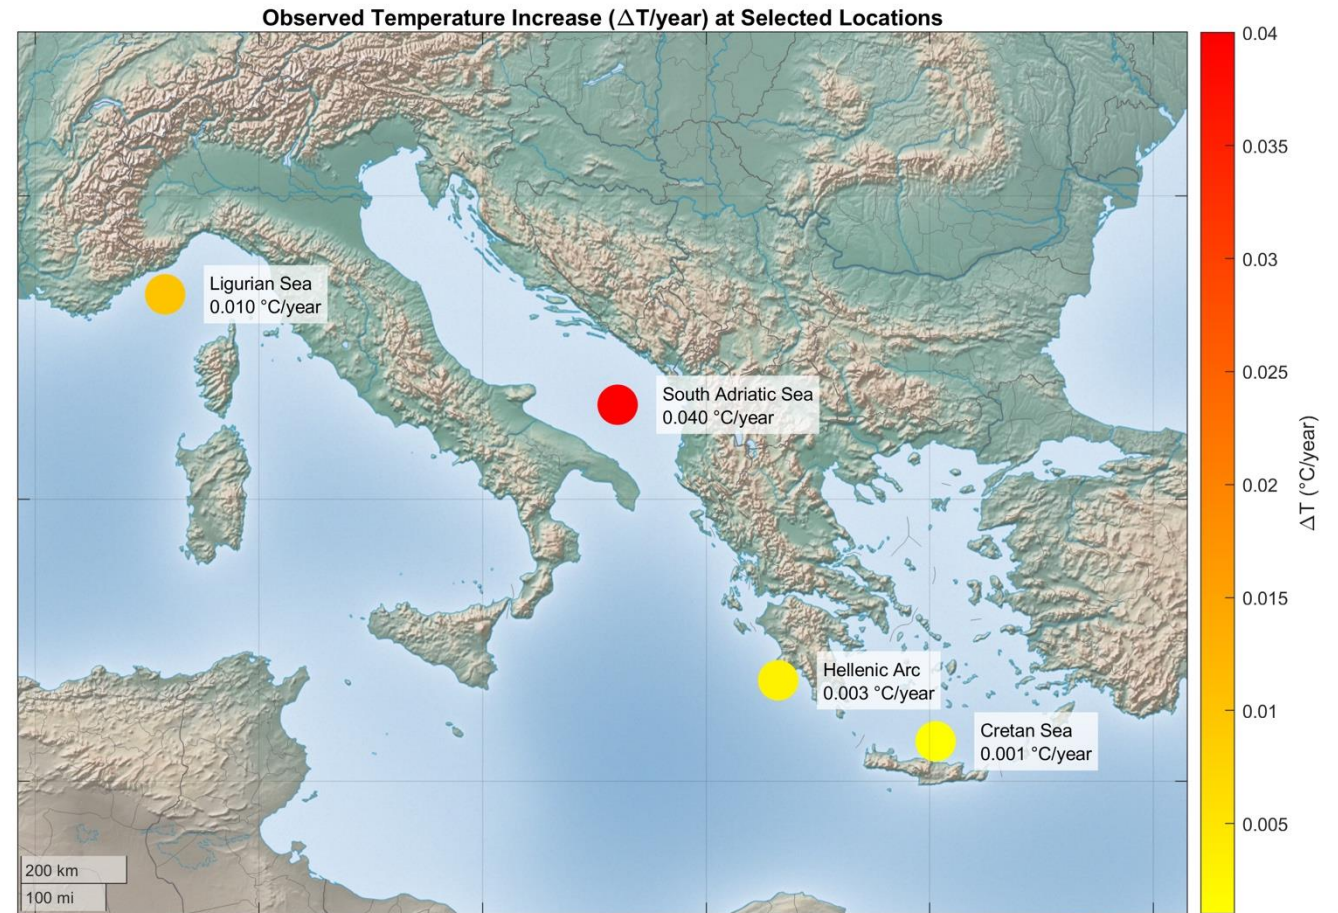 Observed Temperature Increase (ΔT/year) at Selected Locations
Ligurian Sea
0.010 °C/year
South Adriatic Sea
0.040 °C/year
Hellenic Arc
0.003 °C/year
Cretan Sea
0.001 °C/year
200 km
100 mi
0.04
0.035
0.03
0.025
0.02
0.015
0.01
0.005
ΔT (°C/year)